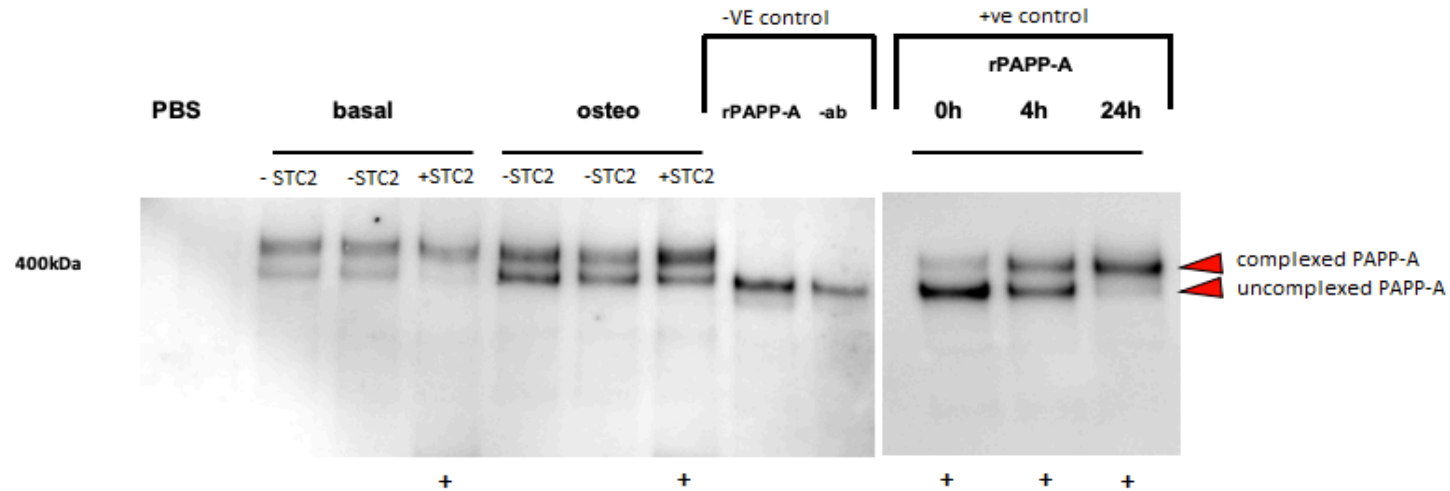 -VE control +ve control
rPAPP-A
PBS basal osteo rPAPP-A -ab 0h 4h 24h
- STC2 -STC2 +STC2 -STC2 -STC2 +STC2
400kDa
complexed PAPP-A
uncomplexed PAPP-A
+ + + + +